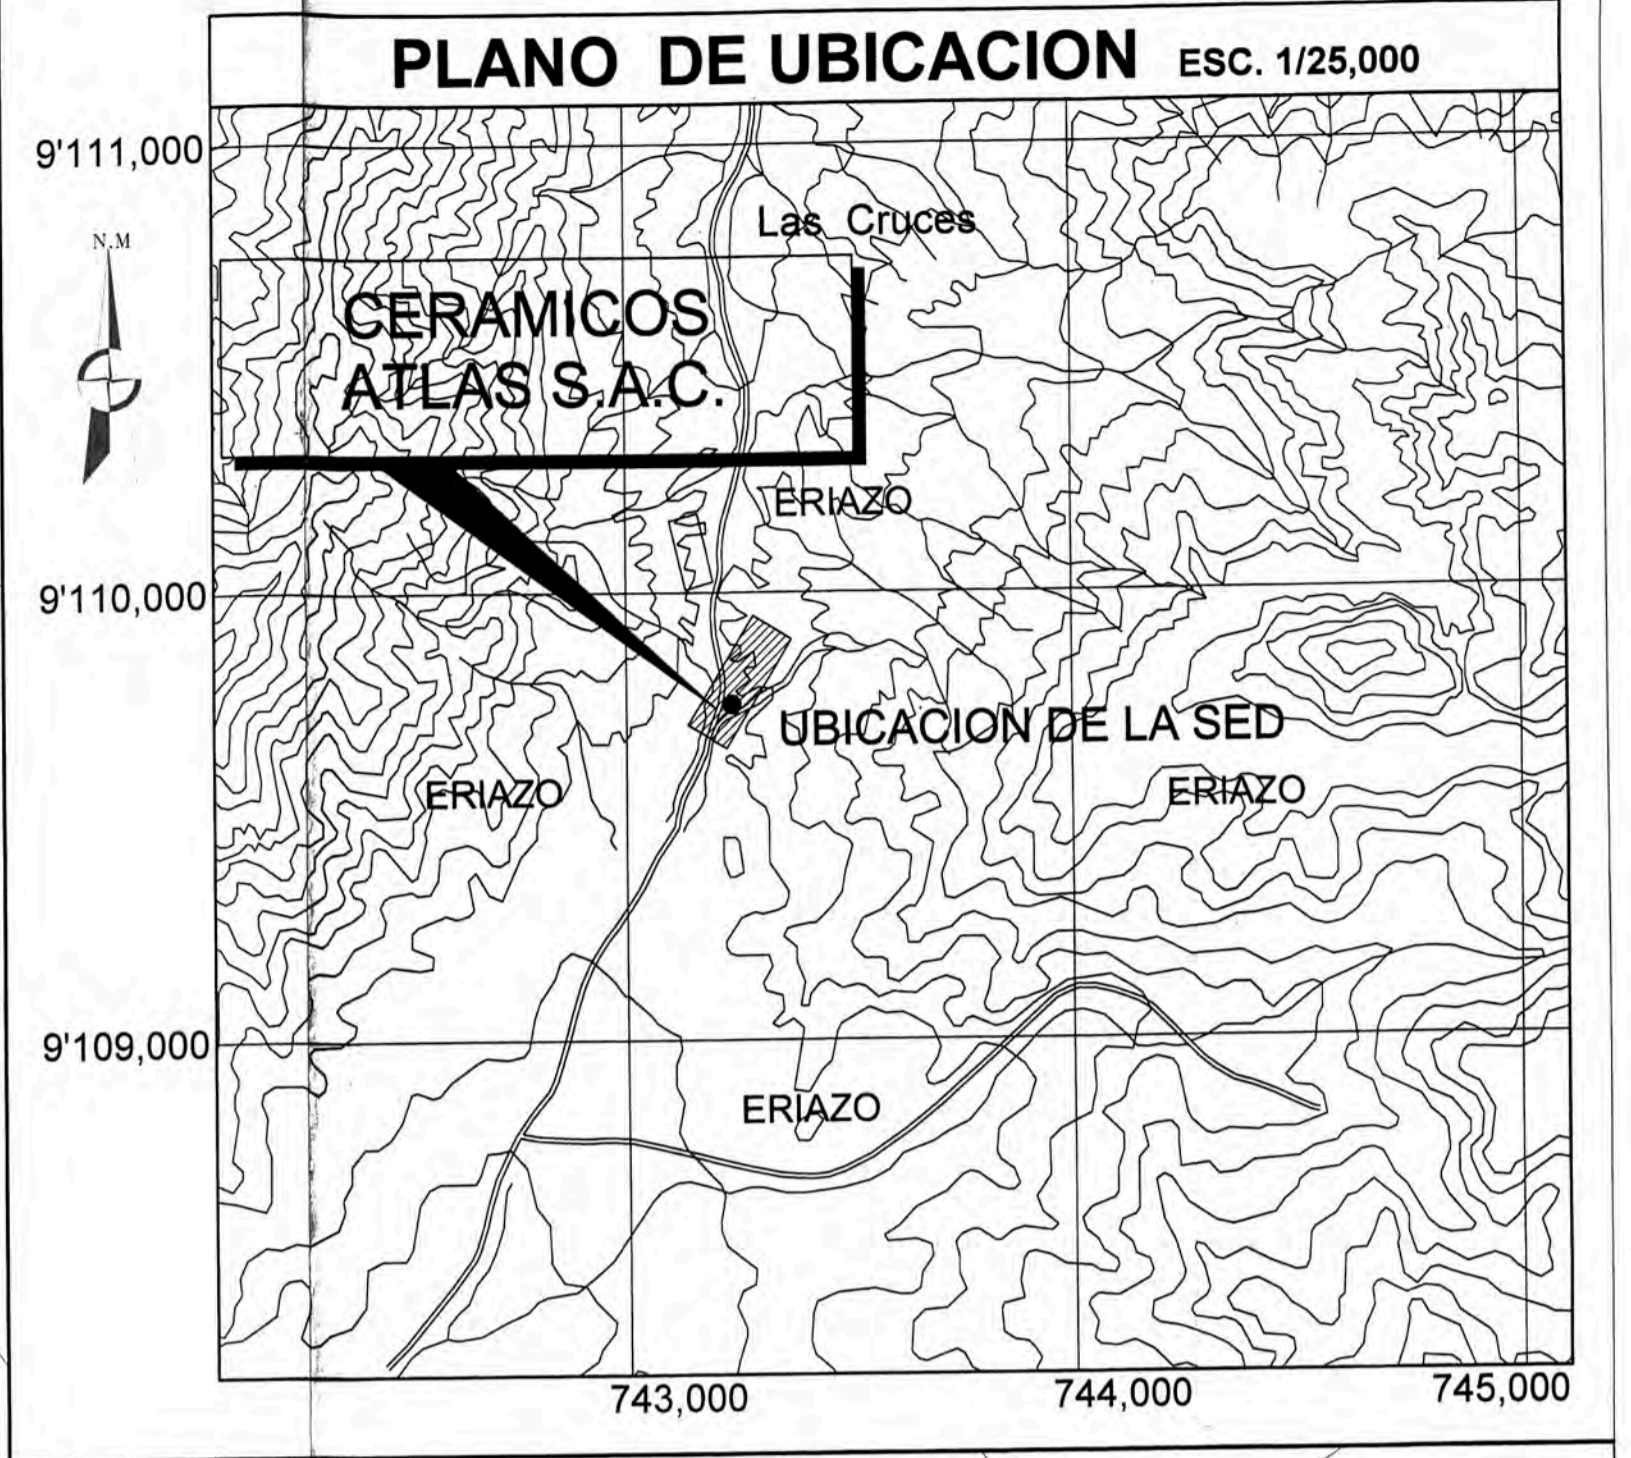 PLANO DE UBICACION ESC. 1/25,000
9'111,000
N.M
Las Cruces
CERAMICOS
ATLAS S.A.C.
ERIAZO
9'110,000
UBICACION DE LA SED
ERIAZO
ERIAZO
9'109,000
ERIAZO
743,000
744,000
745,000